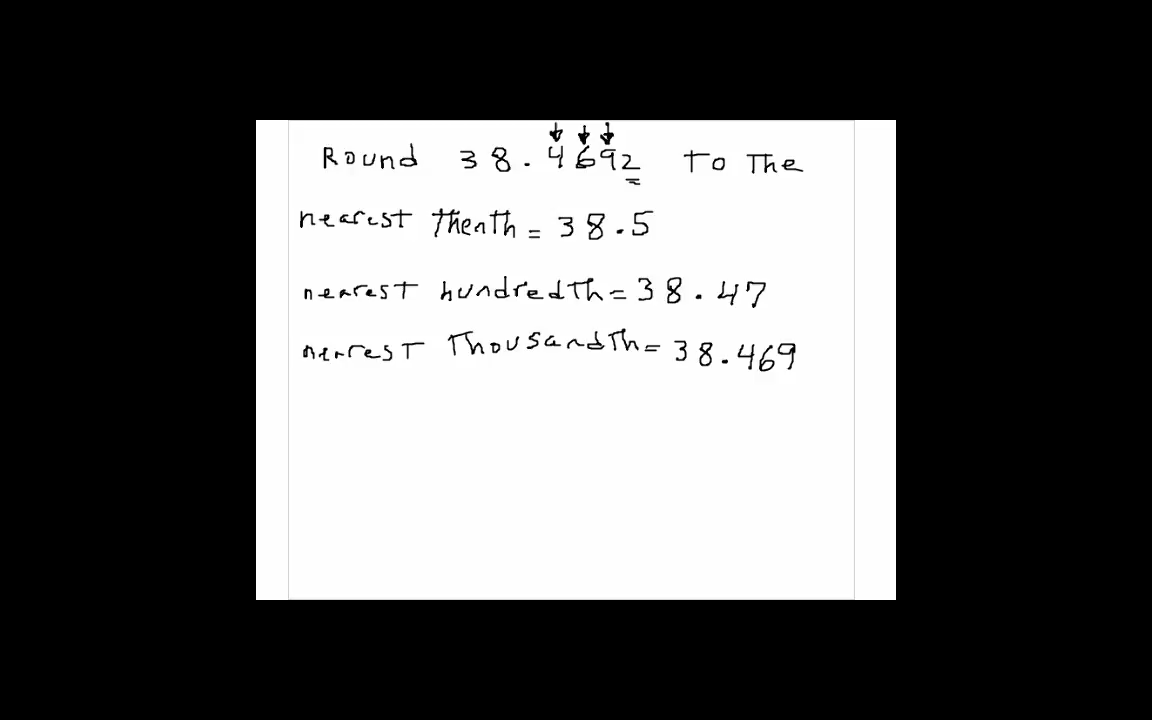 Round 38.4692 to the
nearest thenth = 38.5
nearest hundredth = 38.47
nearest thousandth = 38.469